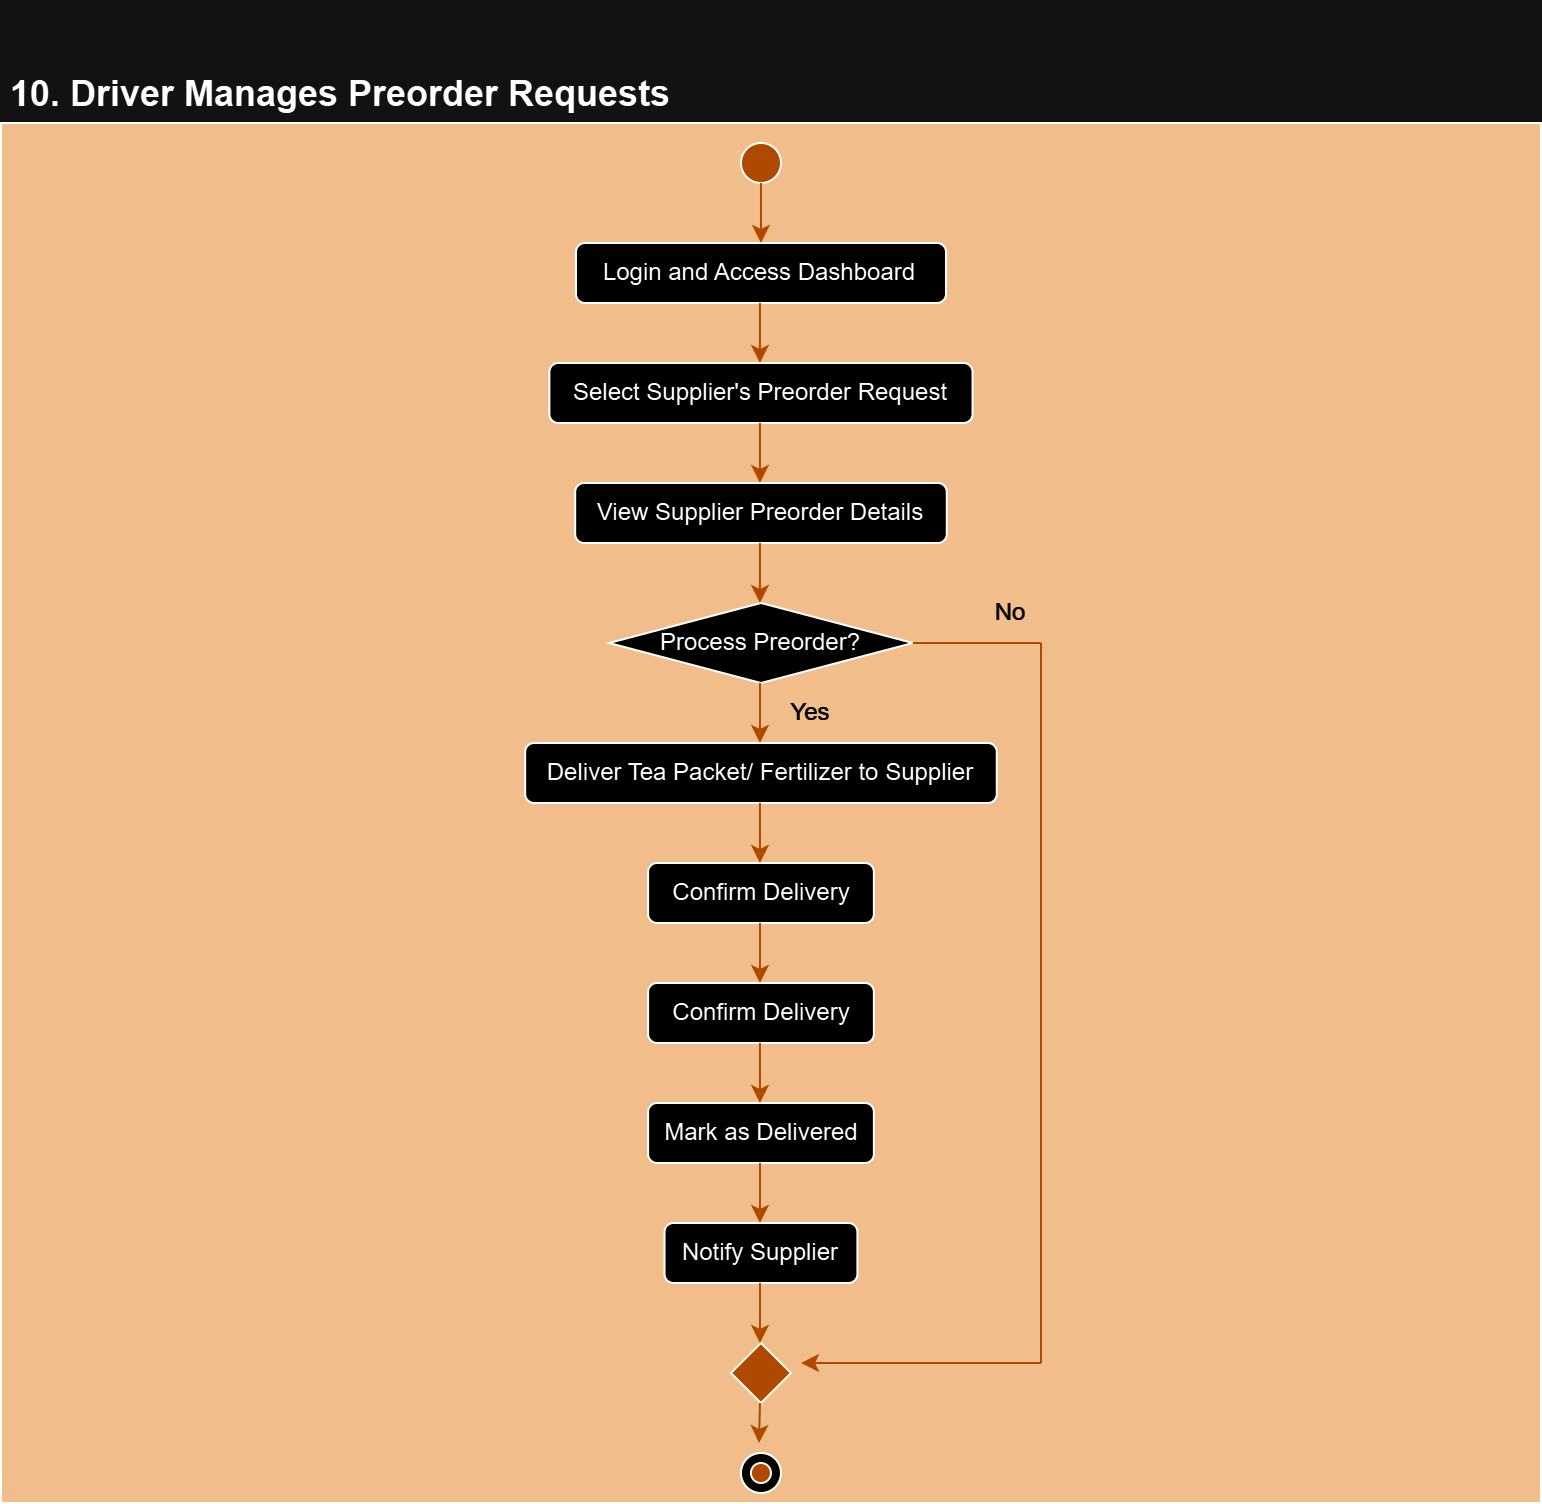 10. Driver Manages Preorder Requests
Login and Access Dashboard
Select Supplier's Preorder Request
View Supplier Preorder Details
No
Process Preorder?
Yes
Deliver Tea Packet/ Fertilizer to Supplier
Confirm Delivery
Confirm Delivery
Mark as Delivered
Notify Supplier